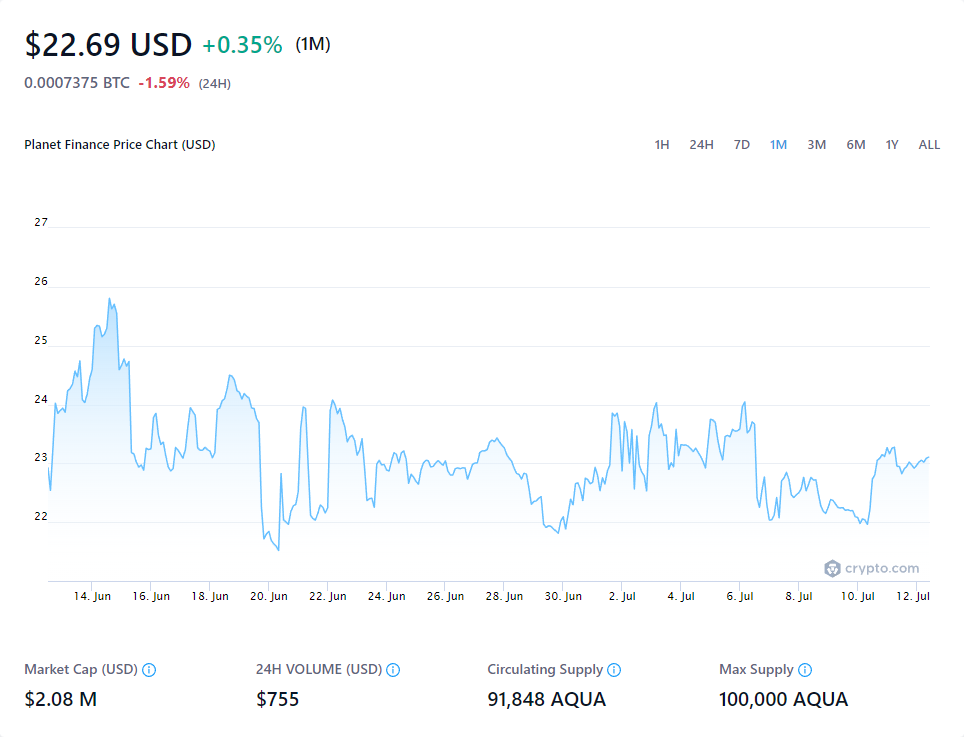 $22.69 USD +0.35% (1M)
0.0007375 BTC -1.59% (24H)
Planet Finance Price Chart (USD) 1H 24H 7D 1M 3M 6M 1Y ALL
27
26
25
24
23
22
crypto.com
14. Jun 16. Jun 18. Jun 20. Jun 22. Jun 24. Jun 26. Jun 28. Jun 30. Jun 2. Jul 4. Jul 6. Jul 8. Jul 10. Jul 12. Jul
Market Cap (USD) 24H VOLUME (USD) Circulating Supply Max Supply
$2.08 M $755 91,848 AQUA 100,000 AQUA